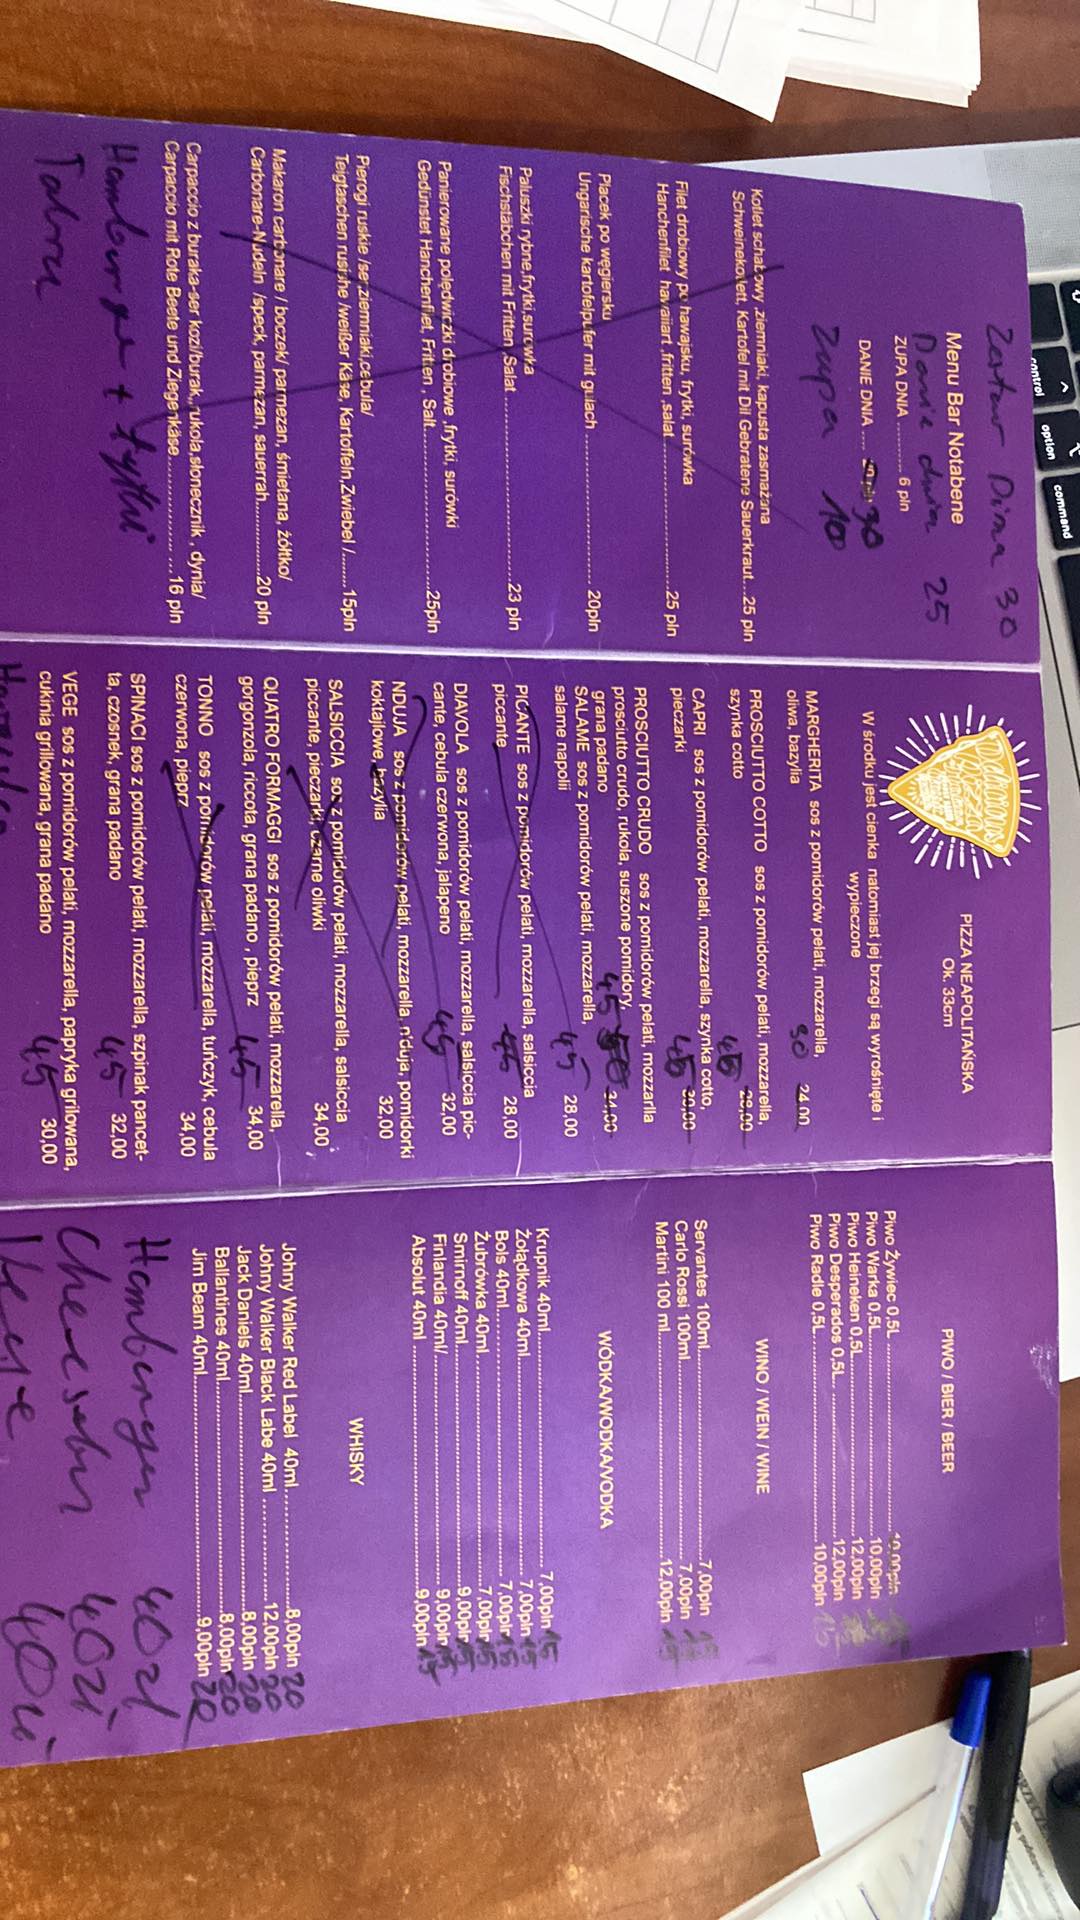 control
option
command
Zestaw Dima 30
Menu Bar Notabene
Danie dnia 25
ZUPA DNIA .......... 6 pln
DANIE DNIA .... 30
Zupa 10
Kotlet schabowy ,ziemniaki, kapusta zasmażana
Schweinekotlett, Kartofel mit Dil Gebratene Sauerkraut...25 pln
Filet drobiowy po hawajsku, frytki, surówka
Hanchenfilet havaiiart ,fritten ,salat.......................................25 pln
Placek po węgiersku
Ungarische kartofelpufer mit gulach ...................................... 20pln
Paluszki rybne,frytki,surowka
Fischstäbchen mit Fritten ,Salat ..............................................23 pln
Panierowane polędwiczki drobiowe ,frytki, surówki
Gedünstet Hanchenfilet, Fritten , Salt.........................................25pln
Pierogi ruskie /ser,ziemniaki,cebula/
Teigtaschen rusishe /weißer Käse, Kartoffeln,Zwiebel /........15pln
Makaron carbonare / boczek/ parmezan, śmietana, żółtko/
Carbonare-Nudeln /speck, parmezan, sauerrah...................20 pln
Carpaccio z buraka-ser kozi/burak,,rukola,słonecznik , dynia/
Carpaccio mit Rote Beete und Ziegenkäse........................16 pln
Hamburger + frytki
Delicious
Pizza
Italian
PIZZA NEAPOLITAŃSKA
Ok. 33cm
W środku jest cienka natomiast jej brzegi są wyrośnięte i
wypieczone
MARGHERITA sos z pomidorów pelati, mozzarella,
oliwa, bazylia 30 24.00
PROSCIUTTO COTTO sos z pomidorów pelati, mozzarella,
szynka cotto 45 28,00
CAPRI sos z pomidorów pelati, mozzarella, szynka cotto,
pieczarki 45 30,00
PROSCIUTTO CRUDO sos z pomidorów pelati, mozzarlla
prosciutto crudo, rukola, suszone pomidory,
grana padano 45 50 34,00
SALAME sos z pomidorów pelati, mozzarella,
salame napolii 45 28,00
PICANTE sos z pomidorów pelati, mozzarella, salsiccia
piccante 45 28,00
DIAVOLA sos z pomidorów pelati, mozzarella, salsiccia pic-
cante, cebula czerwona, jalapeno 45 32,00
NDUJA sos z pomidorów pelati, mozzarella, n'duja, pomidorki
koktajlowe, bazylia 32,00
SALSICCIA sos z pomidorów pelati, mozzarella, salsiccia
piccante, pieczarki, czarne oliwki 34,00
QUATRO FORMAGGI sos z pomidorów pelati, mozzarella,
gorgonzola, riccota, grana padano , pieprz 45 34,00
TONNO sos z pomidorów pelati, mozzarella, tuńczyk, cebula
czerwona, pieprz 34,00
SPINACI sos z pomidorów pelati, mozzarella, szpinak pancet-
ta, czosnek, grana padano 45 32,00
VEGE sos z pomidorów pelati, mozzarella, papryka grilowana,
cukinia grillowana, grana padano 45 30,00
PIWO / BIER / BEER
Piwo Żywiec 0,5L ..........................................10,00pln
Piwo Warka 0,5L.............................................10,00pln
Piwo Heineken 0,5L........................................12,00pln
Piwo Desperados 0,5L.. ..................................12,00pln
Piwo Radle 0,5L..............................................10,00pln 15
WINO / WEIN / WINE
Servantes 100ml..............................................7,00pln
Carlo Rossi 100ml............................................ 7,00pln
Martini 100 ml..................................................12,00pln
WÓDKA/WODKA/VODKA
Krupnik 40ml .................................................... 7,00pln 15
Żołądkowa 40ml................................................ 7,00pln 15
Bols 40ml.......................................................... 7,00pln
Żubrówka 40ml..................................................7,00pln
Smirnoff 40ml....................................................9,00pln
Finlandia 40ml/.................................................. 9,00pln
Absolut 40ml .....................................................9,00pln 15
WHISKY
Johny Walker Red Label 40ml..........................8,00pln 20
Johny Walker Black Labe 40ml ......................12,00pln 20
Jack Daniels 40ml..............................................8,00pln 20
Ballantines 40ml.................................................8,00pln 20
Jim Beam 40ml...................................................9,00pln 20
Hamburger 40zł
40zł
Vege 40zł